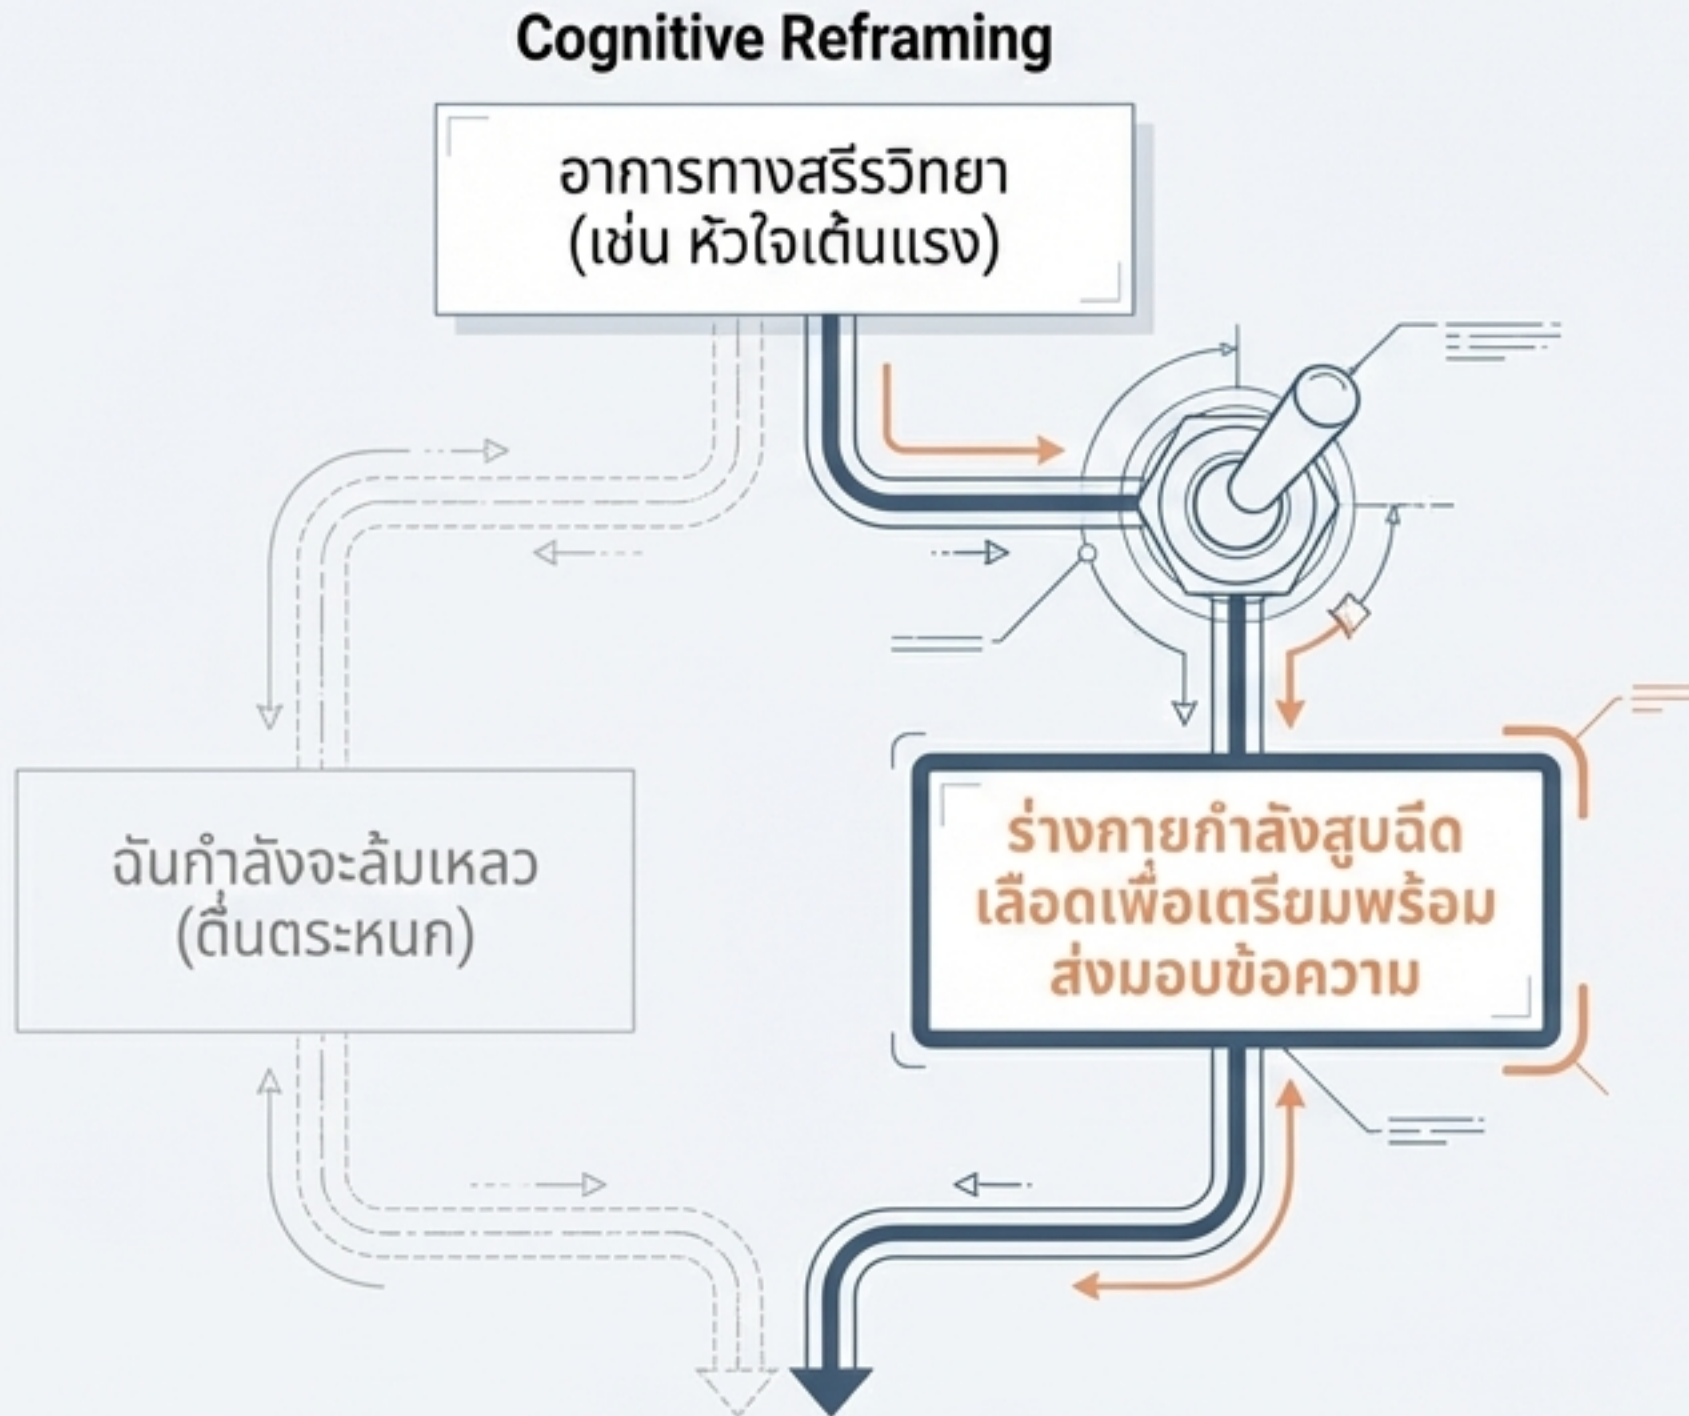 Cognitive Reframing
อาการทางสรีรวิทยา
(เช่น หัวใจเต้นแรง)
ฉันกำลังจะล้มเหลว
(ตื่นตระหนก)
ร่างกายกำลังสูบฉีด
เลือดเพื่อเตรียมพร้อม
ส่งมอบข้อความ